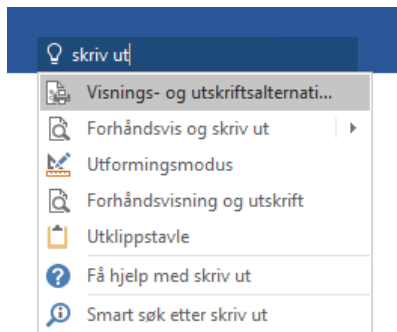 skriv ut
Visnings- og utskriftsalternati...
Forhåndsvis og skriv ut
Utformingsmodus
Forhåndsvisning og utskrift
Utklippstavle
Få hjelp med skriv ut
Smart søk etter skriv ut